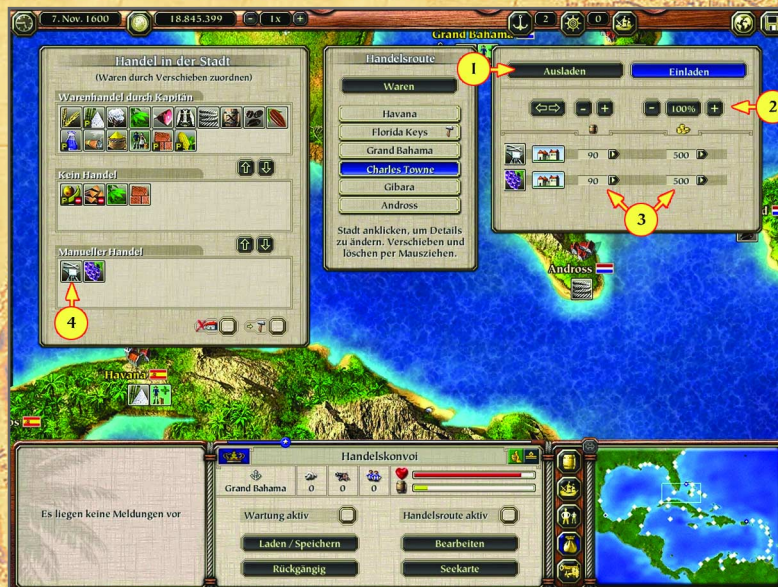 7. Nov. 1600
18.845.399
- 1x +
2
0
Grand Bahama
Handel in der Stadt
(Waren durch Verschieben zuordnen)
Warenhandel durch Kapitän
P
P
P
P
P
P
Kein Handel
P
Manueller Handel
4
Handelsroute
Waren
Havana
Florida Keys
Grand Bahama
Charles Towne
Gibara
Andross
Stadt anklicken, um Details
zu ändern. Verschieben und
löschen per Mausziehen.
1
Ausladen
Einladen
- +
- 100% +
2
90
500
90
500
3
Andross
Havana
Handelskonvoi
Grand Bahama
0
0
0
Es liegen keine Meldungen vor
Wartung aktiv
Handelsroute aktiv
Laden / Speichern
Bearbeiten
Rückgängig
Seekarte